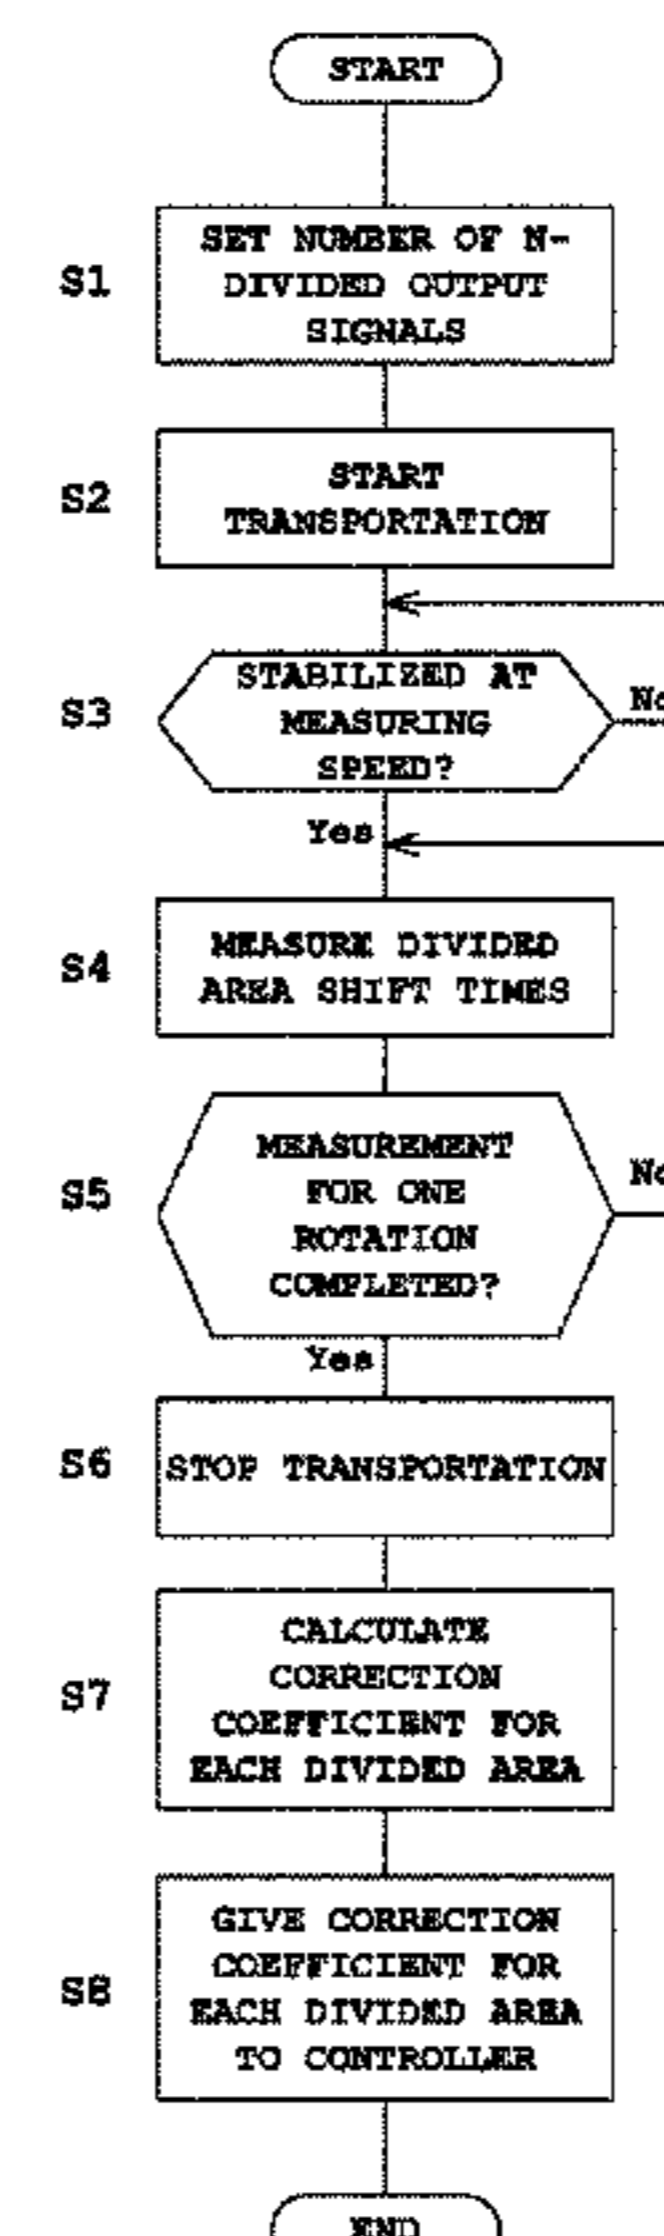 START
S1
SET NUMBER OF N-
DIVIDED OUTPUT
SIGNALS
S2
START
TRANSPORTATION
S3
STABILIZED AT
MEASURING
SPEED?
No
Yes
S4
MEASURE DIVIDED
AREA SHIFT TIMES
S5
MEASUREMENT
FOR ONE
ROTATION
COMPLETED?
No
Yes
S6
STOP TRANSPORTATION
S7
CALCULATE
CORRECTION
COEFFICIENT FOR
EACH DIVIDED AREA
S8
GIVE CORRECTION
COEFFICIENT FOR
EACH DIVIDED AREA
TO CONTROLLER
END